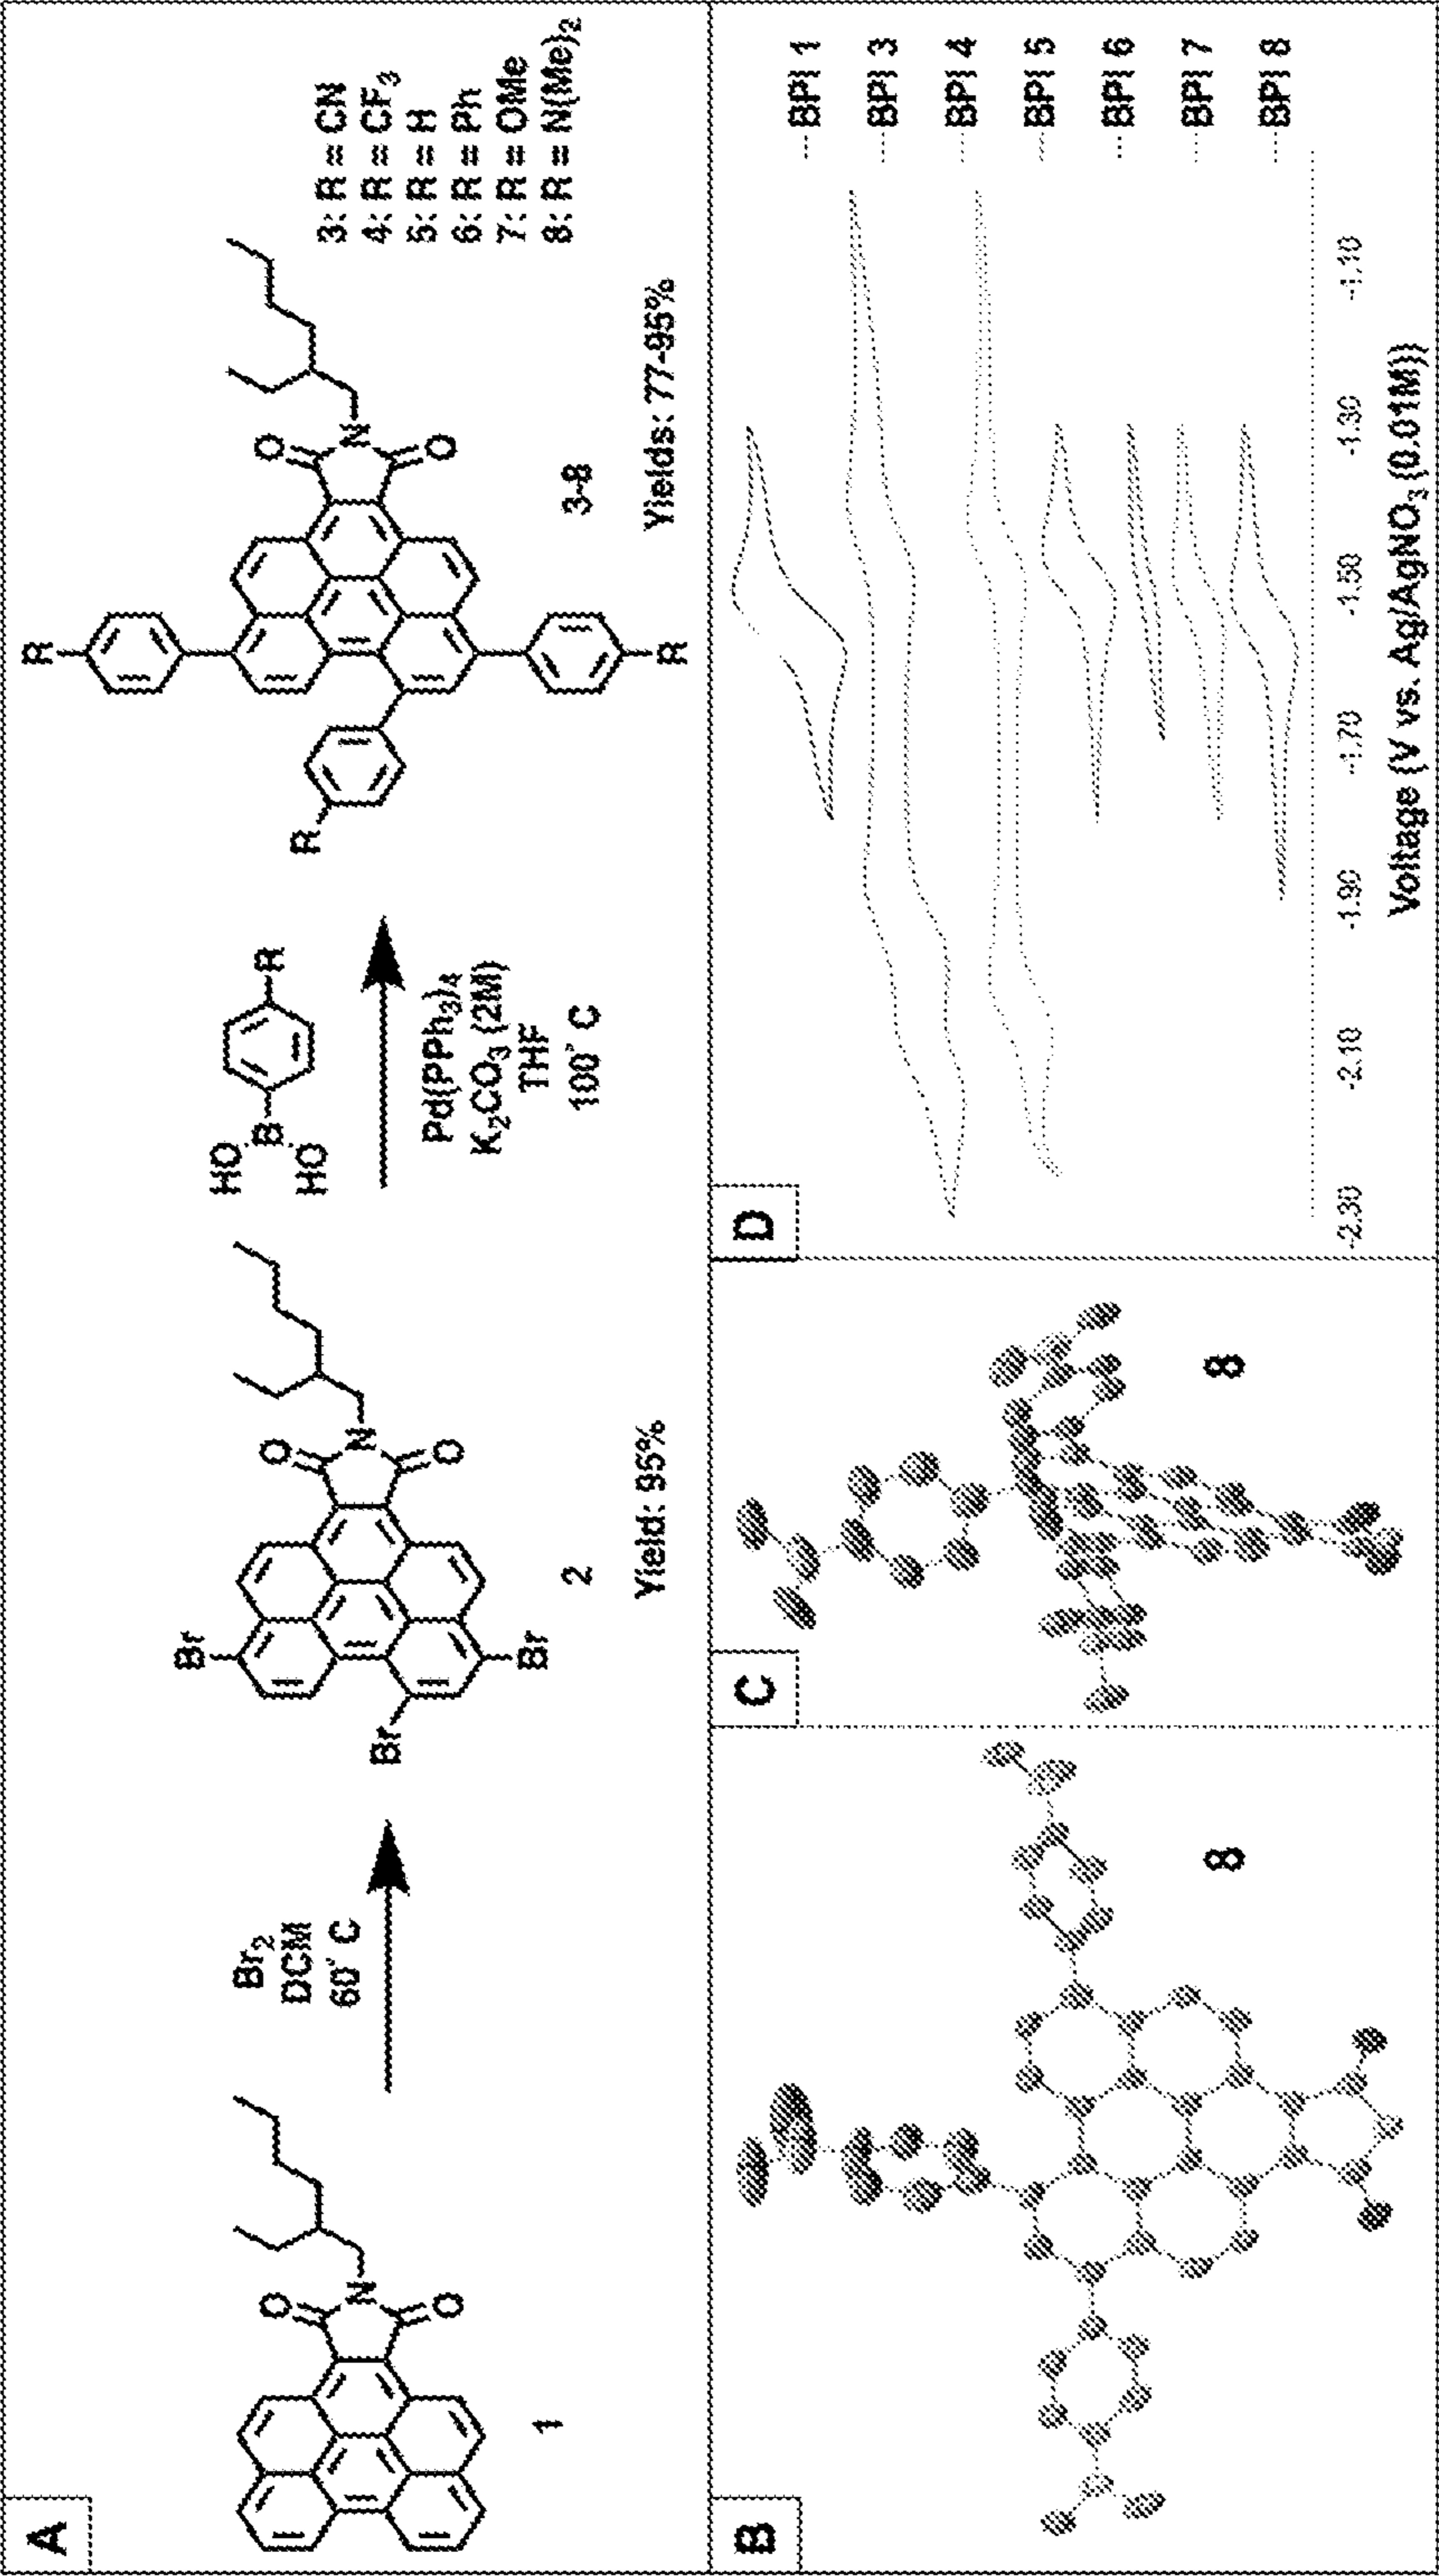 A
1
Br2
DCM
60° C
Br
Br
Br
O
N
O
O
N
O
2
Yield: 95%
HO
HO
B
R
Pd(PPh3)4
K2CO3 (2M)
THF
100° C
R
R
R
O
N
O
3-8
Yields: 77-95%
3: R = CN
4: R = CF3
5: R = H
6: R = Ph
7: R = OMe
8: R = N(Me)2
B
8
C
8
D
BPI 1
BPI 3
BPI 4
BPI 5
BPI 6
BPI 7
BPI 8
-2.30
-2.10
-1.90
-1.70
-1.50
-1.30
-1.10
Voltage (V vs. Ag/AgNO3 (0.01M))